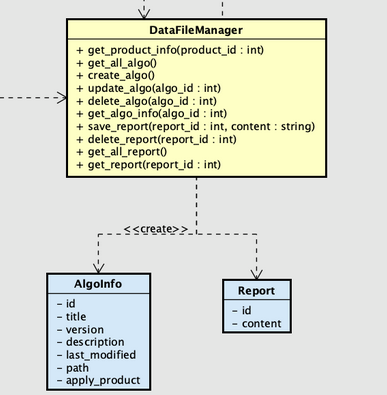 DataFileManager
+ get_product_info(product_id : int)
+ get_all_algo()
+ create_algo()
+ update_algo(algo_id : int)
+ delete_algo(algo_id : int)
+ get_algo_info(algo_id : int)
+ save_report(report_id : int, content : string)
+ delete_report(report_id : int)
+ get_all_report()
+ get_report(report_id : int)
<<create>>
AlgoInfo
- id
- title
- version
- description
- last_modified
- path
- apply_product
Report
- id
- content